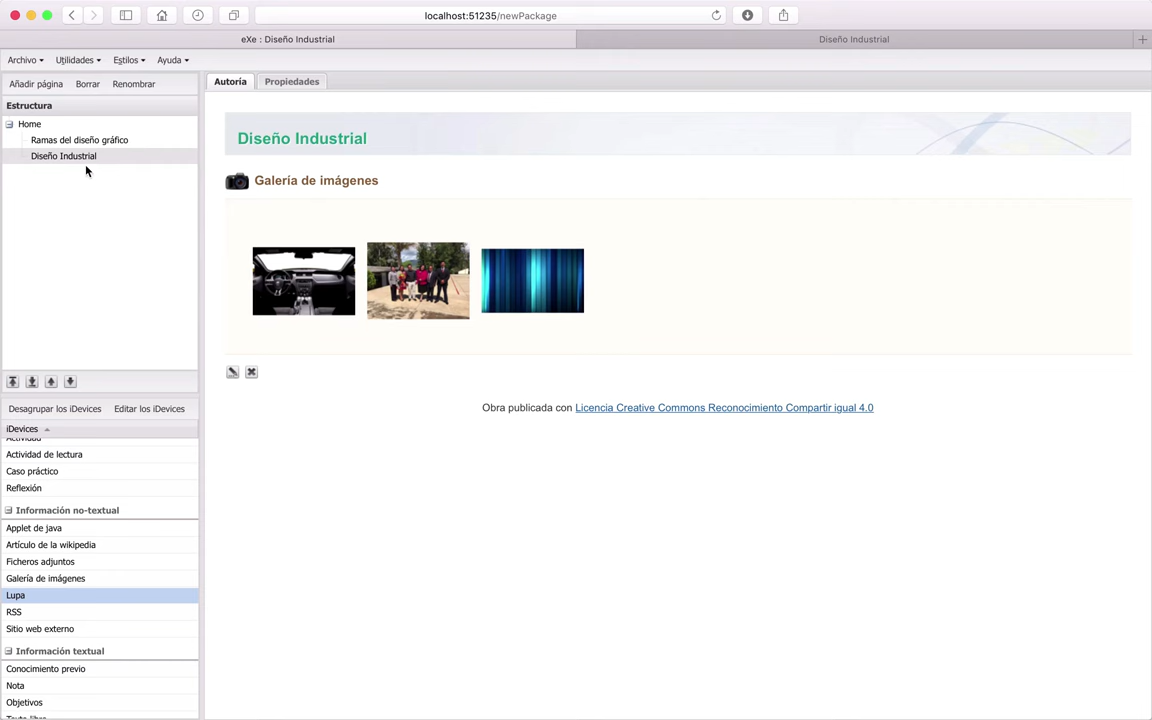 localhost:51235/newPackage
eXe : Diseño Industrial
Diseño Industrial
Archivo
Utilidades
Estilos
Ayuda
Añadir página
Borrar
Renombrar
Autoría
Propiedades
Estructura
Home
Ramas del diseño gráfico
Diseño Industrial
Diseño Industrial
Galeria de imágenes
Obra publicada con Licencia Creative Commons Reconocimiento Compartir igual 4.0
Desagrupar los iDevices
Editar los iDevices
iDevices
Actividad
Actividad de lectura
Caso práctico
Reflexión
Información no-textual
Applet de java
Artículo de la wikipedia
Ficheros adjuntos
Galería de imágenes
Lupa
RSS
Sitio web externo
Información textual
Conocimiento previo
Nota
Objetivos
Texto libre